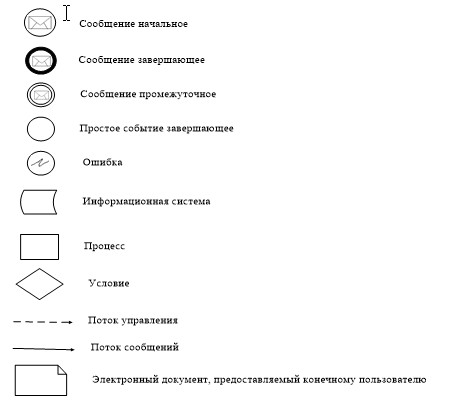 Сообщение начальное
Сообщение завершающее
Сообщение промежуточное
Простое событие завершающее
Ошибка
Информационная система
Процесс
Условие
Поток управления
Поток сообщений
Электронный документ, предоставляемый конечному пользователю